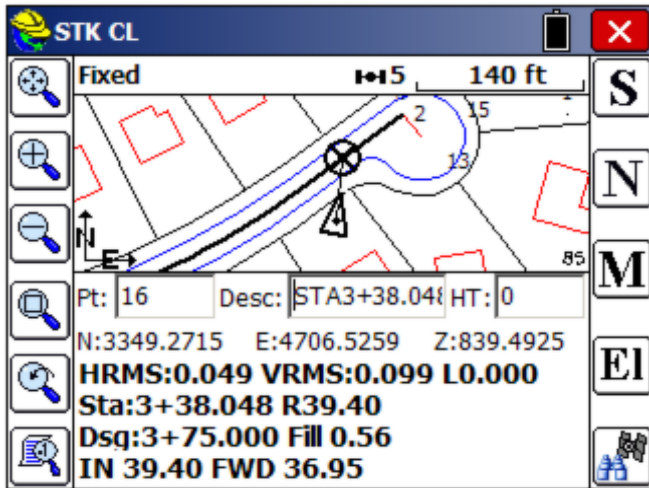 STK CL
Fixed 5 140 ft
S
2 15 1
13
N
N
E
85
M
Pt: 16 Desc: STA3+38.048 HT: 0
N:3349.2715 E:4706.5259 Z:839.4925
HRMS:0.049 VRMS:0.099 L0.000
El
Sta:3+38.048 R39.40
Dsg:3+75.000 Fill 0.56
IN 39.40 FWD 36.95